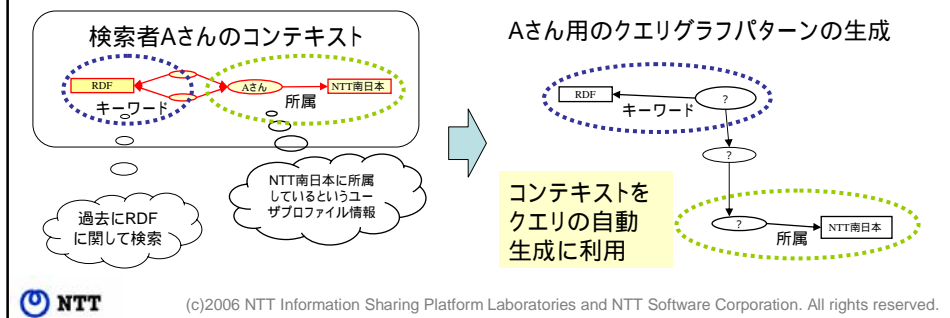 検索者Aさんのコンテキスト
RDF
Aさん
NTT南日本
キーワード
所属
過去にRDF
に関して検索
NTT南日本に所属
しているというユー
ザプロファイル情報
Aさん用のクエリグラフパターンの生成
RDF
キーワード
?
?
?
所属
NTT南日本
コンテキストを
クエリの自動
生成に利用
NTT
(c)2006 NTT Information Sharing Platform Laboratories and NTT Software Corporation. All rights reserved.